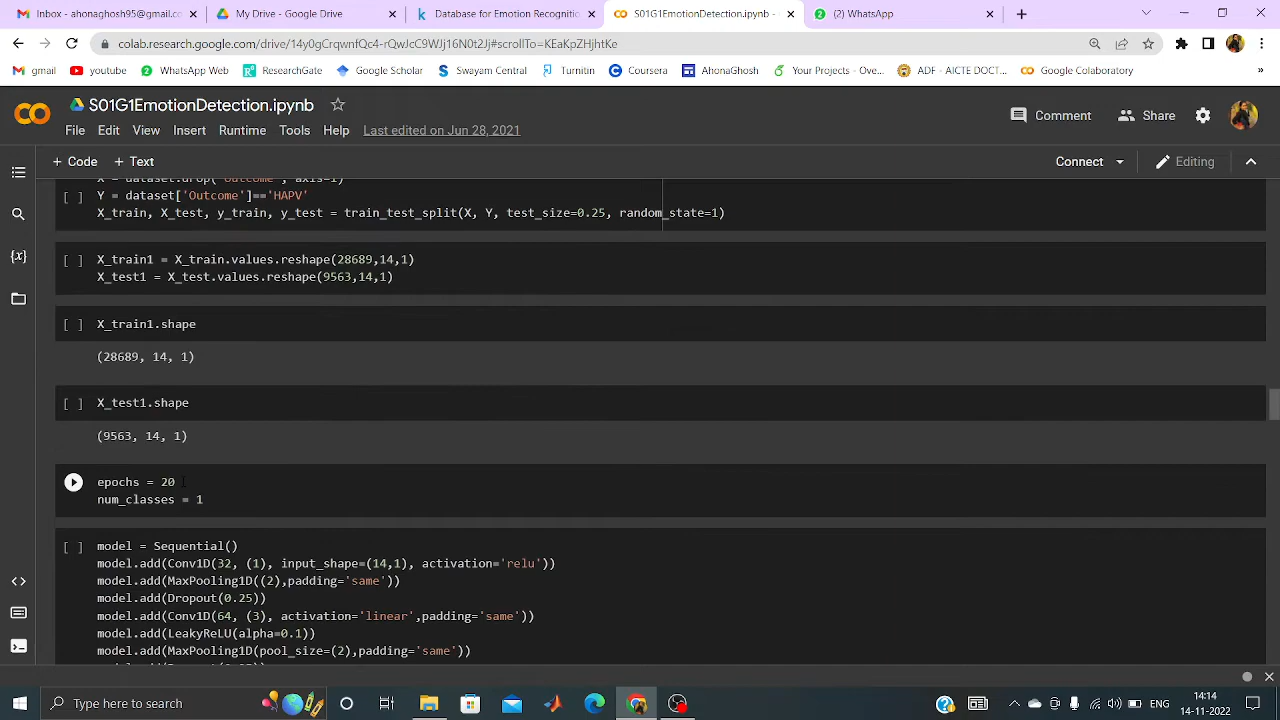 Inbox - ahonaghosh95@gmail.c
My Drive - Google Drive
Database for Emotion Recognitio
S01G1EmotionDetection.ipynb -
(2) WhatsApp
colab.research.google.com/drive/14y0gCrqwnfQc4-rQwJcC9WJj16N0t2Jj#scrollTo=KEaKpZHjhtKe
gmail
youtube
WhatsApp Web
ResearchGate
Google Scholar
Swayam Central
Turnitin
Coursera
AhonaGhosh
Your Projects - Ove...
ADF - AICTE DOCT...
Google Colaboratory
»
S01G1EmotionDetection.ipynb
Comment
Share
File Edit View Insert Runtime Tools Help Last edited on Jun 28, 2021
+ Code + Text
Connect
Editing
X = dataset.drop('Outcome', axis=1)
[ ] Y = dataset['Outcome']=='HAPV'
X_train, X_test, y_train, y_test = train_test_split(X, Y, test_size=0.25, random_state=1)
[ ] X_train1 = X_train.values.reshape(28689,14,1)
X_test1 = X_test.values.reshape(9563,14,1)
[ ] X_train1.shape
(28689, 14, 1)
[ ] X_test1.shape
(9563, 14, 1)
epochs = 20
num_classes = 1
[ ] model = Sequential()
model.add(Conv1D(32, (1), input_shape=(14,1), activation='relu'))
model.add(MaxPooling1D((2),padding='same'))
model.add(Dropout(0.25))
model.add(Conv1D(64, (3), activation='linear',padding='same'))
model.add(LeakyReLU(alpha=0.1))
model.add(MaxPooling1D(pool_size=(2),padding='same'))
Type here to search
ENG
14:14
14-11-2022